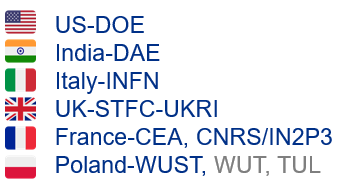 US-DOE
India-DAE
Italy-INFN
UK-STFC-UKRI
France-CEA, CNRS/IN2P3
Poland-WUST, WUT, TUL